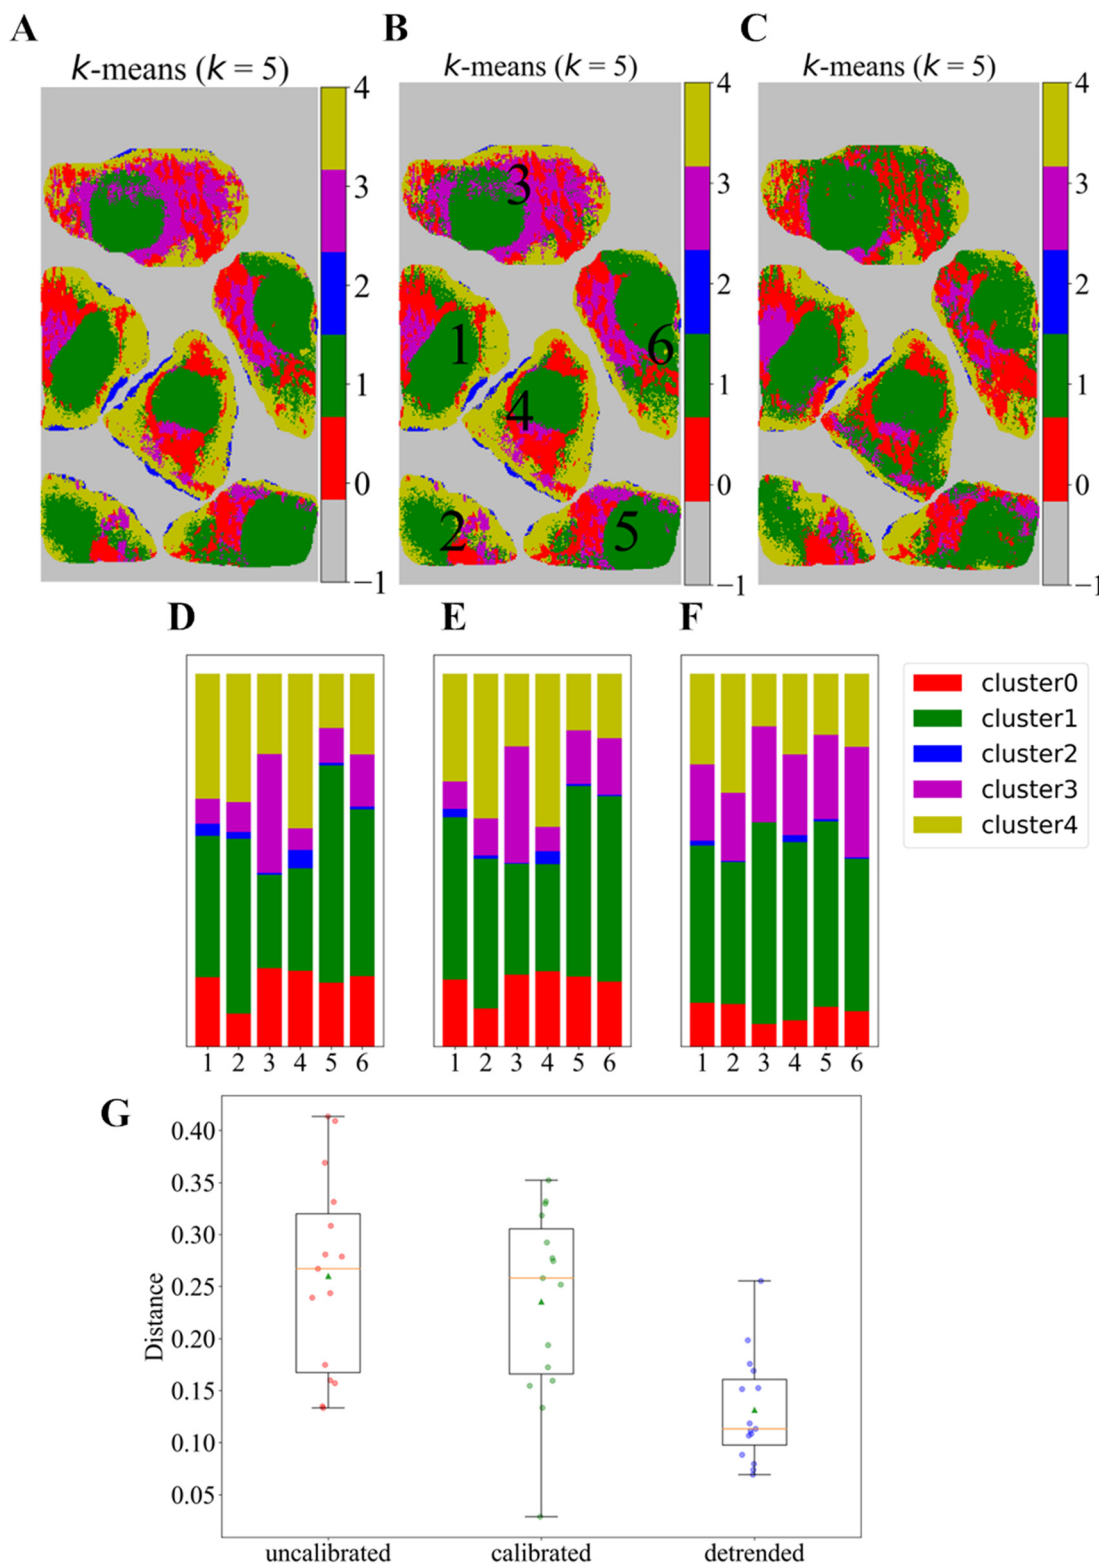 A B C
k-means (k = 5) k-means (k = 5) k-means (k = 5)
4 4 4
3 3 3
2 2 2
1 1 1
0 0 0
−1 −1 −1
3
1
6
4
2 5
D E F
cluster0
cluster1
cluster2
cluster3
cluster4
1 2 3 4 5 6 1 2 3 4 5 6 1 2 3 4 5 6
G
Distance
0.40
0.35
0.30
0.25
0.20
0.15
0.10
0.05
uncalibrated calibrated detrended